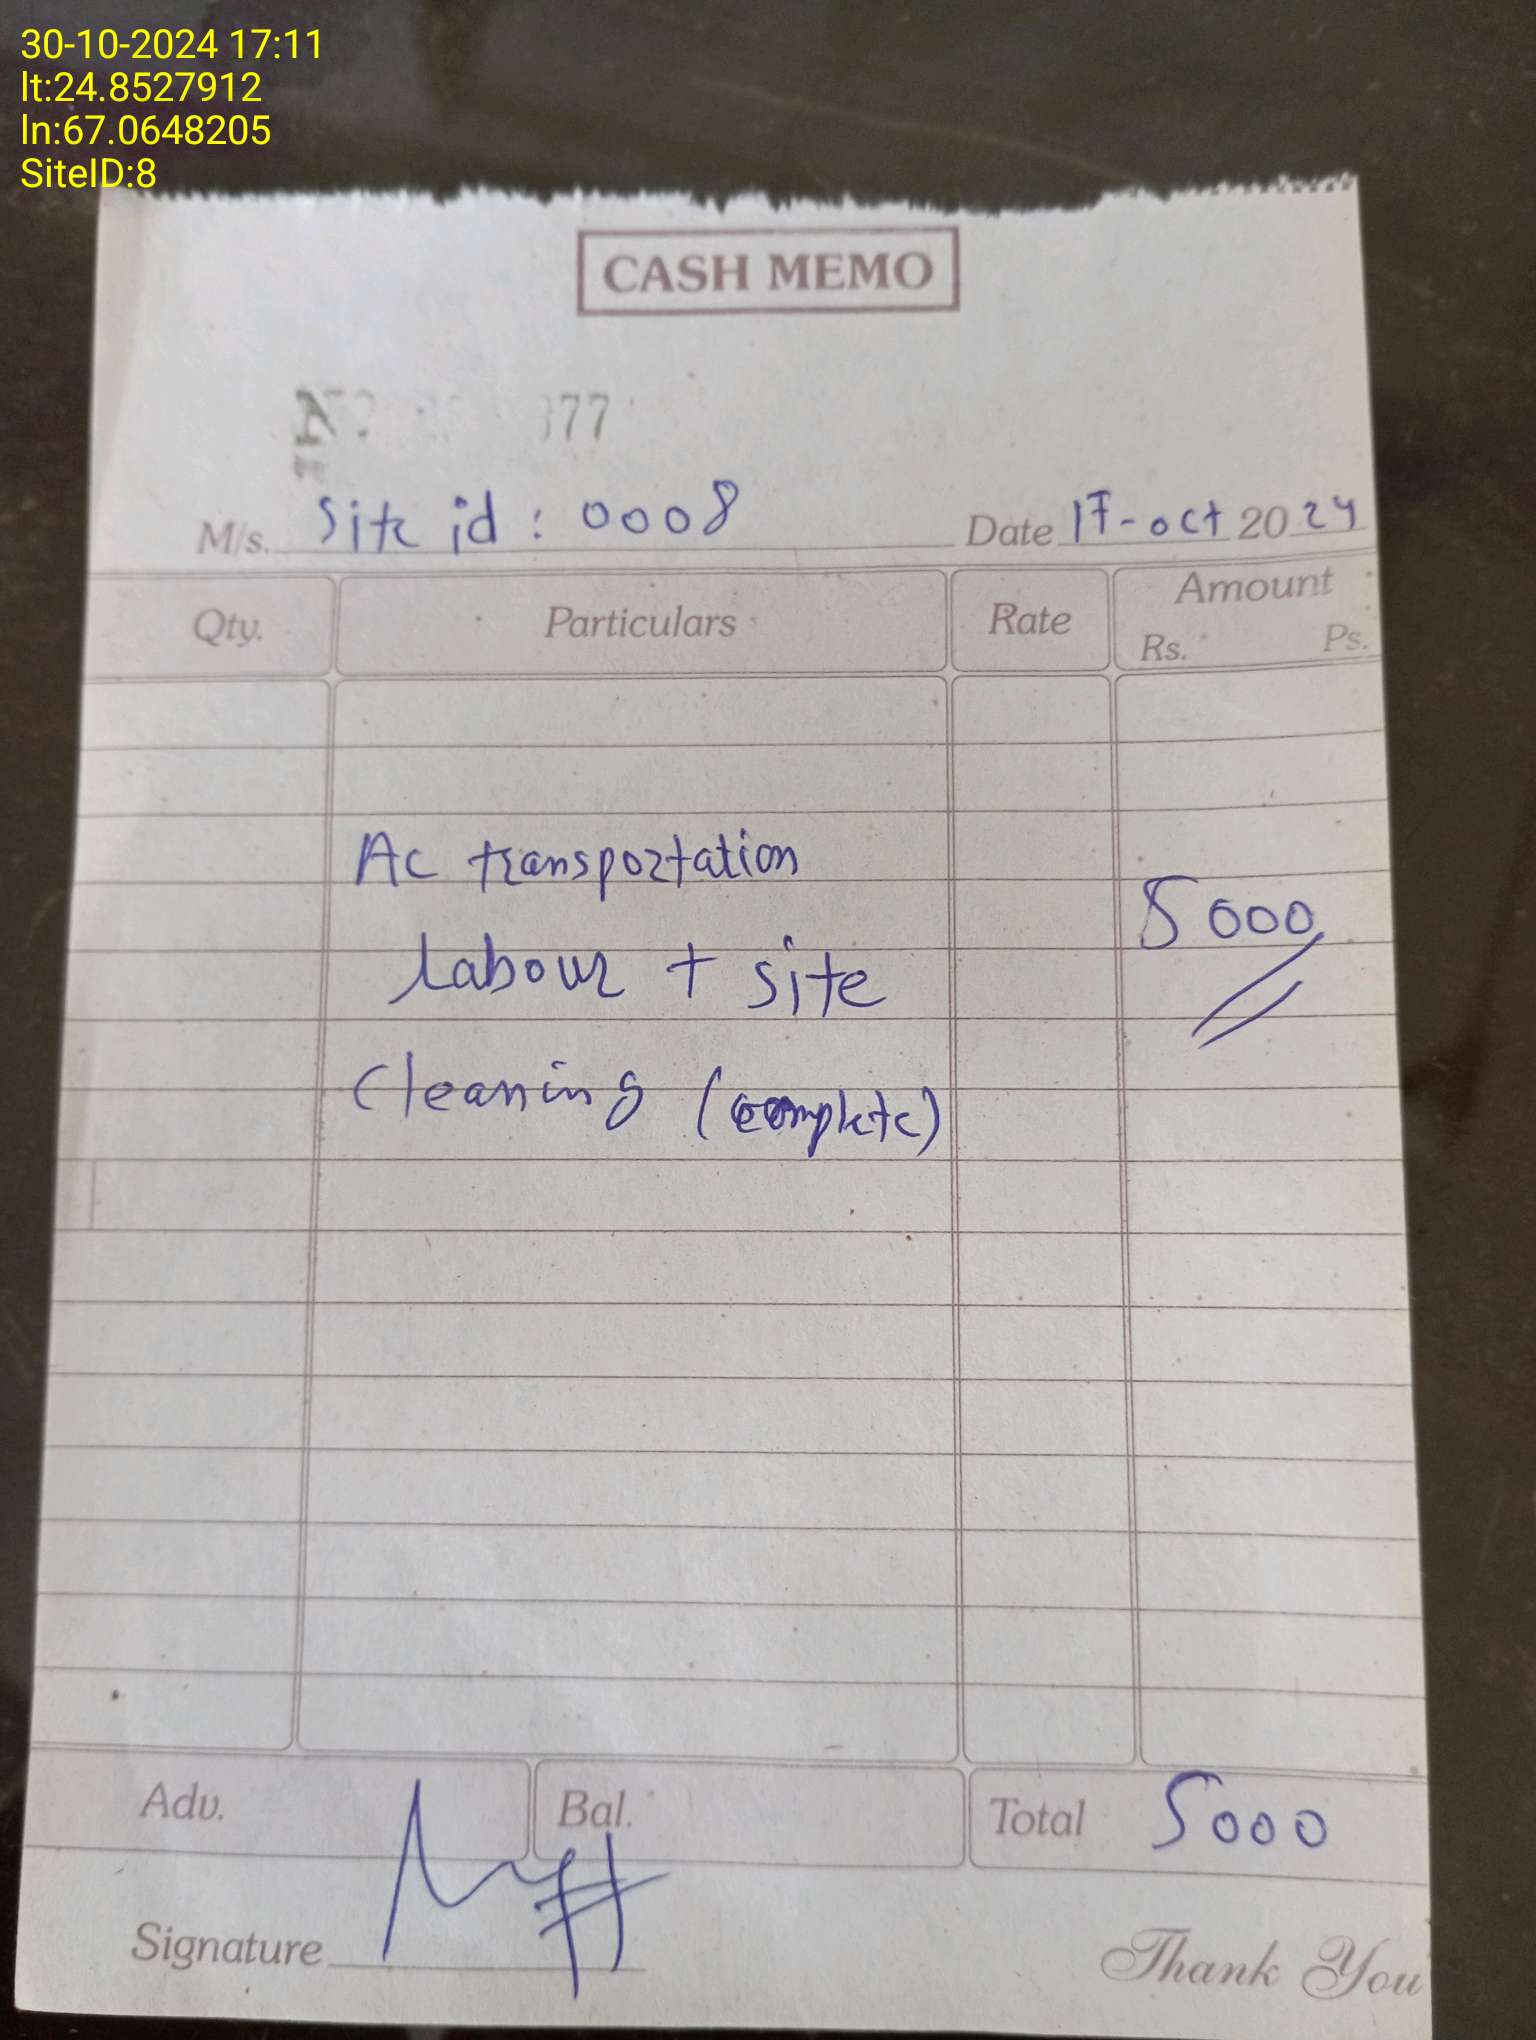 30-10-2024 17:11
lt:24.8527912
ln:67.0648205
SiteID:8
CASH MEMO
377
M/s. Site id : 0008 Date 17-oct 2024
Qty. Particulars Rate Amount
Rs. Ps.
Ac transportation
5000
labour + site
cleaning (complete)
Adv. Bal. Total 5000
Signature
Thank You